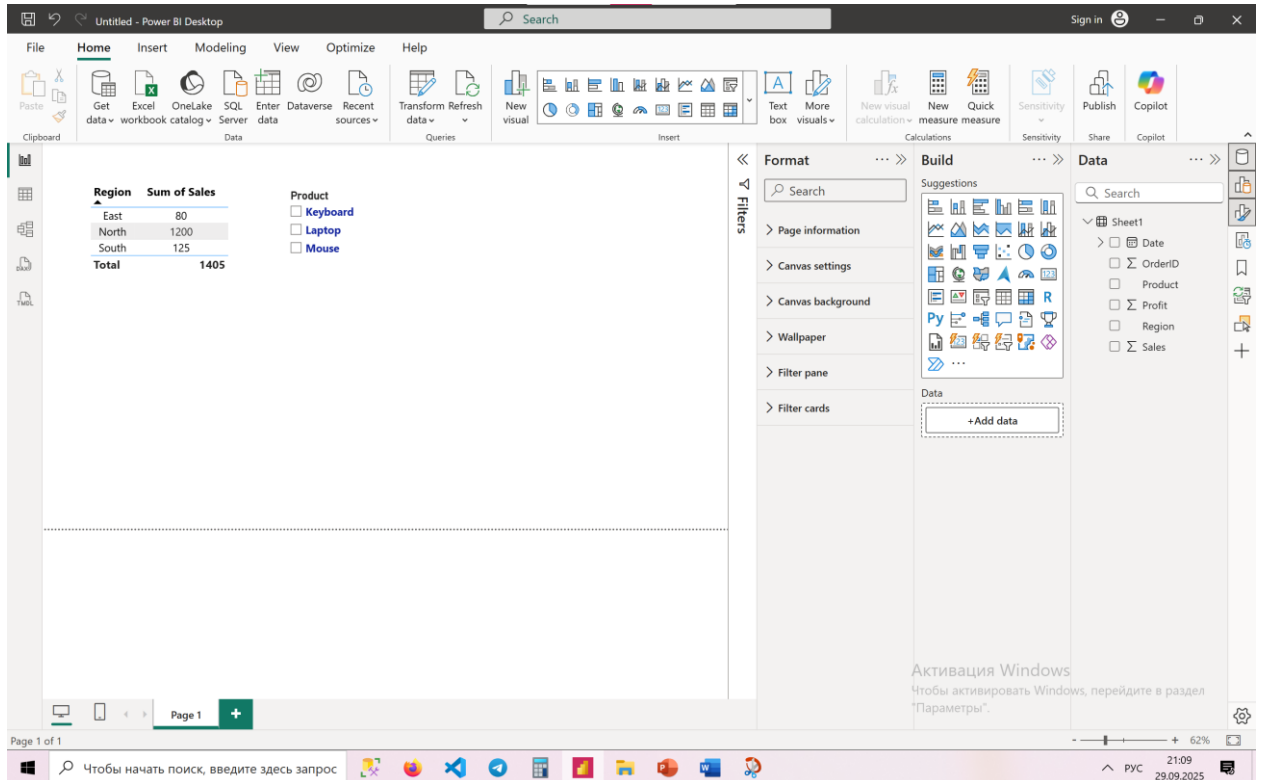 Untitled - Power BI Desktop
Search
Sign in
File Home Insert Modeling View Optimize Help
Paste
Get data
Excel workbook
OneLake catalog
SQL Server
Enter data
Dataverse
Recent sources
Transform data
Refresh
New visual
Text box
More visuals
New visual calculation
New measure
Quick measure
Sensitivity
Publish
Copilot
Clipboard
Data
Queries
Insert
Calculations
Sensitivity
Share
Copilot
Region Sum of Sales
East 80
North 1200
South 125
Total 1405
Product
Keyboard
Laptop
Mouse
Filters
Format
Search
Page information
Canvas settings
Canvas background
Wallpaper
Filter pane
Filter cards
Build
Suggestions
123
R
Py
123
Data
+Add data
Data
Search
Sheet1
Date
Σ OrderID
Product
Σ Profit
Region
Σ Sales
DAX
TMDL
Активация Windows
Чтобы активировать Windows, перейдите в раздел
"Параметры".
Page 1
Page 1 of 1
62%
Чтобы начать поиск, введите здесь запрос
РУС
21:09
29.09.2025